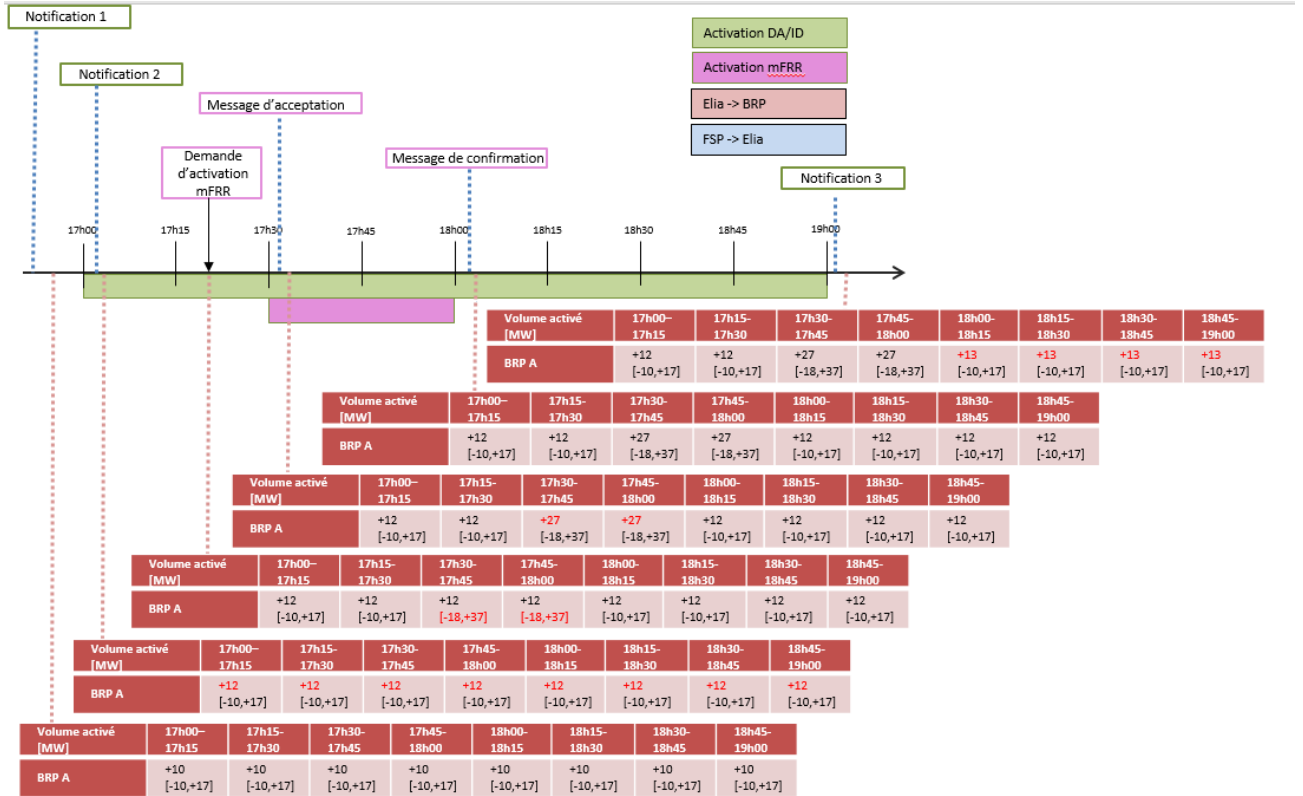 Notification 1
Notification 2
Message d'acceptation
Demande
d'activation
mFRR
Message de confirmation
Notification 3
Activation DA/ID
Activation mFRR
Elia -> BRP
FSP -> Elia
17h00
17h15
17h30
17h45
18h00
18h15
18h30
18h45
19h00
Volume activé 17h00– 17h15- 17h30- 17h45- 18h00- 18h15- 18h30- 18h45-
[MW] 17h15 17h30 17h45 18h00 18h15 18h30 18h45 19h00
BRP A +12 +12 +27 +27 +13 +13 +13 +13
[-10,+17] [-10,+17] [-18,+37] [-18,+37] [-10,+17] [-10,+17] [-10,+17] [-10,+17]
Volume activé 17h00– 17h15- 17h30- 17h45- 18h00- 18h15- 18h30- 18h45-
[MW] 17h15 17h30 17h45 18h00 18h15 18h30 18h45 19h00
BRP A +12 +12 +27 +27 +12 +12 +12 +12
[-10,+17] [-10,+17] [-18,+37] [-18,+37] [-10,+17] [-10,+17] [-10,+17] [-10,+17]
Volume activé 17h00– 17h15- 17h30- 17h45- 18h00- 18h15- 18h30- 18h45-
[MW] 17h15 17h30 17h45 18h00 18h15 18h30 18h45 19h00
BRP A +12 +12 +27 +27 +12 +12 +12 +12
[-10,+17] [-10,+17] [-18,+37] [-18,+37] [-10,+17] [-10,+17] [-10,+17] [-10,+17]
Volume activé 17h00– 17h15- 17h30- 17h45- 18h00- 18h15- 18h30- 18h45-
[MW] 17h15 17h30 17h45 18h00 18h15 18h30 18h45 19h00
BRP A +12 +12 +12 +12 +12 +12 +12 +12
[-10,+17] [-10,+17] [-18,+37] [-18,+37] [-10,+17] [-10,+17] [-10,+17] [-10,+17]
Volume activé 17h00– 17h15- 17h30- 17h45- 18h00- 18h15- 18h30- 18h45-
[MW] 17h15 17h30 17h45 18h00 18h15 18h30 18h45 19h00
BRP A +12 +12 +12 +12 +12 +12 +12 +12
[-10,+17] [-10,+17] [-10,+17] [-10,+17] [-10,+17] [-10,+17] [-10,+17] [-10,+17]
Volume activé 17h00– 17h15- 17h30- 17h45- 18h00- 18h15- 18h30- 18h45-
[MW] 17h15 17h30 17h45 18h00 18h15 18h30 18h45 19h00
BRP A +10 +10 +10 +10 +10 +10 +10 +10
[-10,+17] [-10,+17] [-10,+17] [-10,+17] [-10,+17] [-10,+17] [-10,+17] [-10,+17]